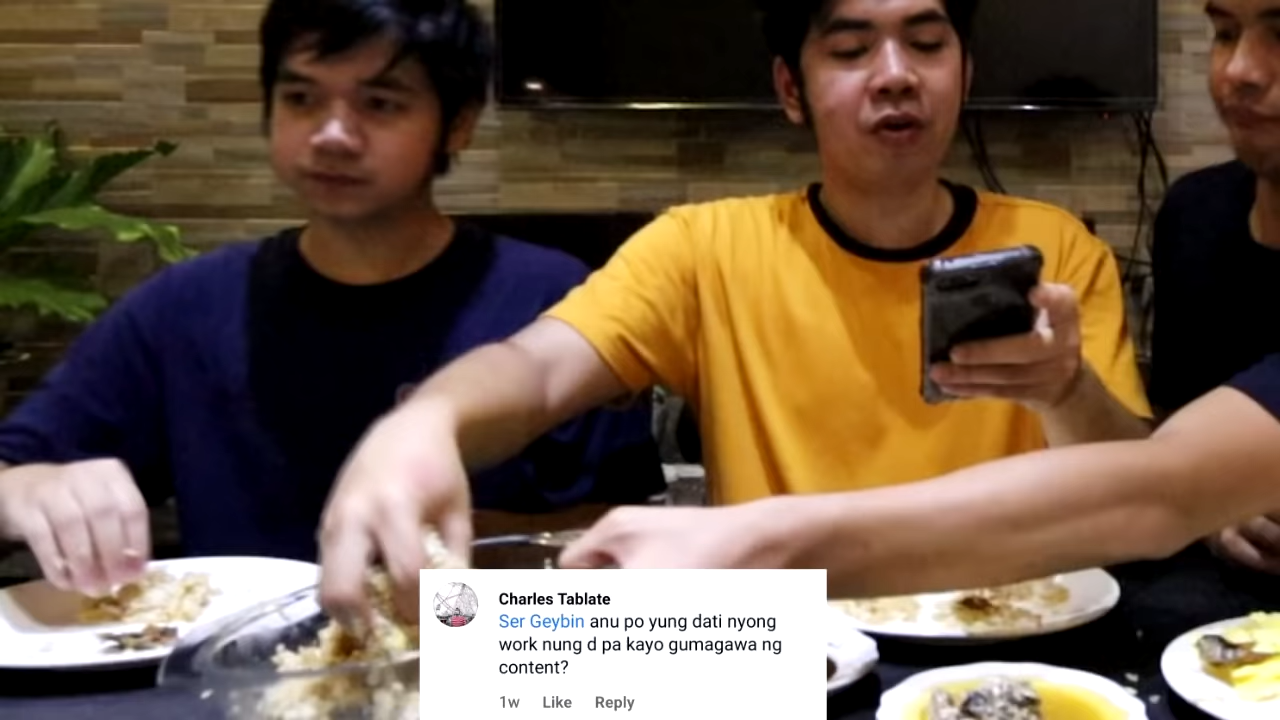 Charles Tablate
Ser Geybin anu po yung dati nyong
work nung d pa kayo gumagawa ng
content?
1w Like Reply